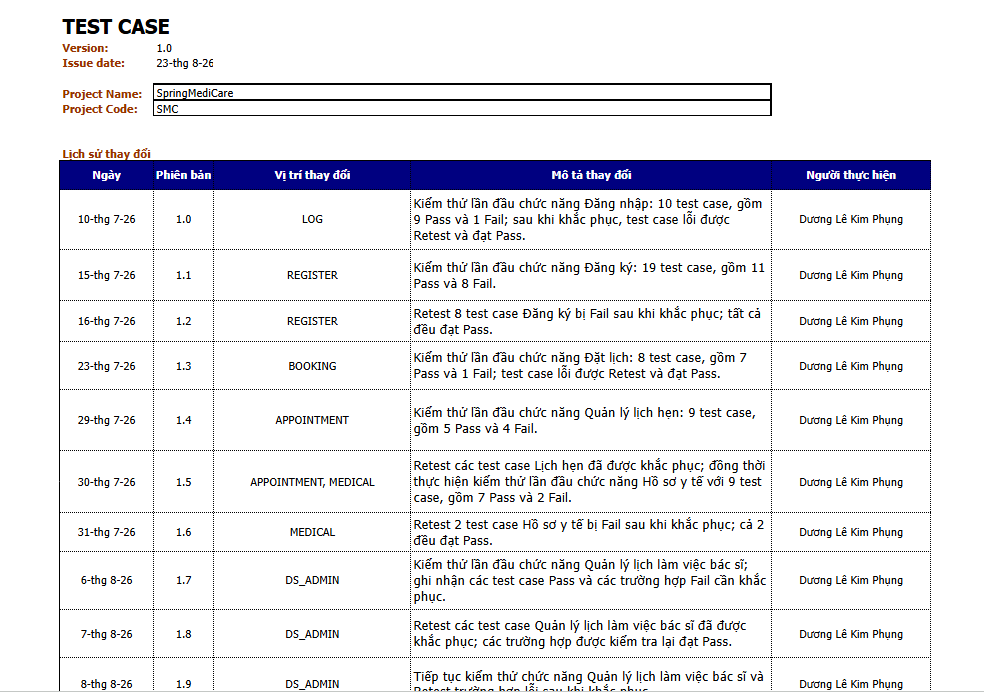 TEST CASE
Version: 1.0
Issue date: 23-thg 8-26
Project Name: SpringMediCare
Project Code: SMC
Lịch sử thay đổi
Ngày Phiên bản Vị trí thay đổi Mô tả thay đổi Người thực hiện
10-thg 7-26 1.0 LOG Kiểm thử lần đầu chức năng Đăng nhập: 10 test case, gồm
9 Pass và 1 Fail; sau khi khắc phục, test case lỗi được
Retest và đạt Pass.
Dương Lê Kim Phụng
15-thg 7-26 1.1 REGISTER Kiểm thử lần đầu chức năng Đăng ký: 19 test case, gồm 11
Pass và 8 Fail.
Dương Lê Kim Phụng
16-thg 7-26 1.2 REGISTER Retest 8 test case Đăng ký bị Fail sau khi khắc phục; tất cả
đều đạt Pass.
Dương Lê Kim Phụng
23-thg 7-26 1.3 BOOKING Kiểm thử lần đầu chức năng Đặt lịch: 8 test case, gồm 7
Pass và 1 Fail; test case lỗi được Retest và đạt Pass.
Dương Lê Kim Phụng
29-thg 7-26 1.4 APPOINTMENT Kiểm thử lần đầu chức năng Quản lý lịch hẹn: 9 test case,
gồm 5 Pass và 4 Fail.
Dương Lê Kim Phụng
30-thg 7-26 1.5 APPOINTMENT, MEDICAL Retest các test case Lịch hẹn đã được khắc phục; đồng thời
thực hiện kiểm thử lần đầu chức năng Hồ sơ y tế với 9 test
case, gồm 7 Pass và 2 Fail.
Dương Lê Kim Phụng
31-thg 7-26 1.6 MEDICAL Retest 2 test case Hồ sơ y tế bị Fail sau khi khắc phục; cả 2
đều đạt Pass.
Dương Lê Kim Phụng
6-thg 8-26 1.7 DS_ADMIN Kiểm thử lần đầu chức năng Quản lý lịch làm việc bác sĩ;
ghi nhận các test case Pass và các trường hợp Fail cần khắc
phục.
Dương Lê Kim Phụng
7-thg 8-26 1.8 DS_ADMIN Retest các test case Quản lý lịch làm việc bác sĩ đã được
khắc phục; các trường hợp được kiểm tra lại đạt Pass.
Dương Lê Kim Phụng
8-thg 8-26 1.9 DS_ADMIN Tiếp tục kiểm thử chức năng Quản lý lịch làm việc bác sĩ và
Retest trường hợp lỗi sau khi khắc phục.
Dương Lê Kim Phụng